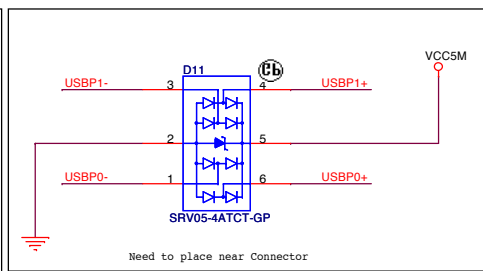 VCC5M
D11
Cb
USBP1- 3 4 USBP1+
2 5
USBP0- 1 6 USBP0+
SRV05-4ATCT-GP
Need to place near Connector